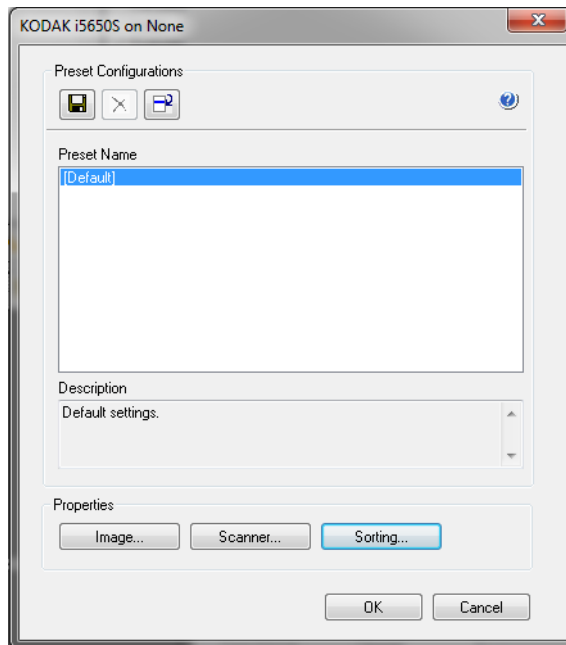 KODAK i5650S on None
Preset Configurations
Preset Name
[Default]
Description
Default settings.
Properties
Image... Scanner... Sorting...
OK Cancel